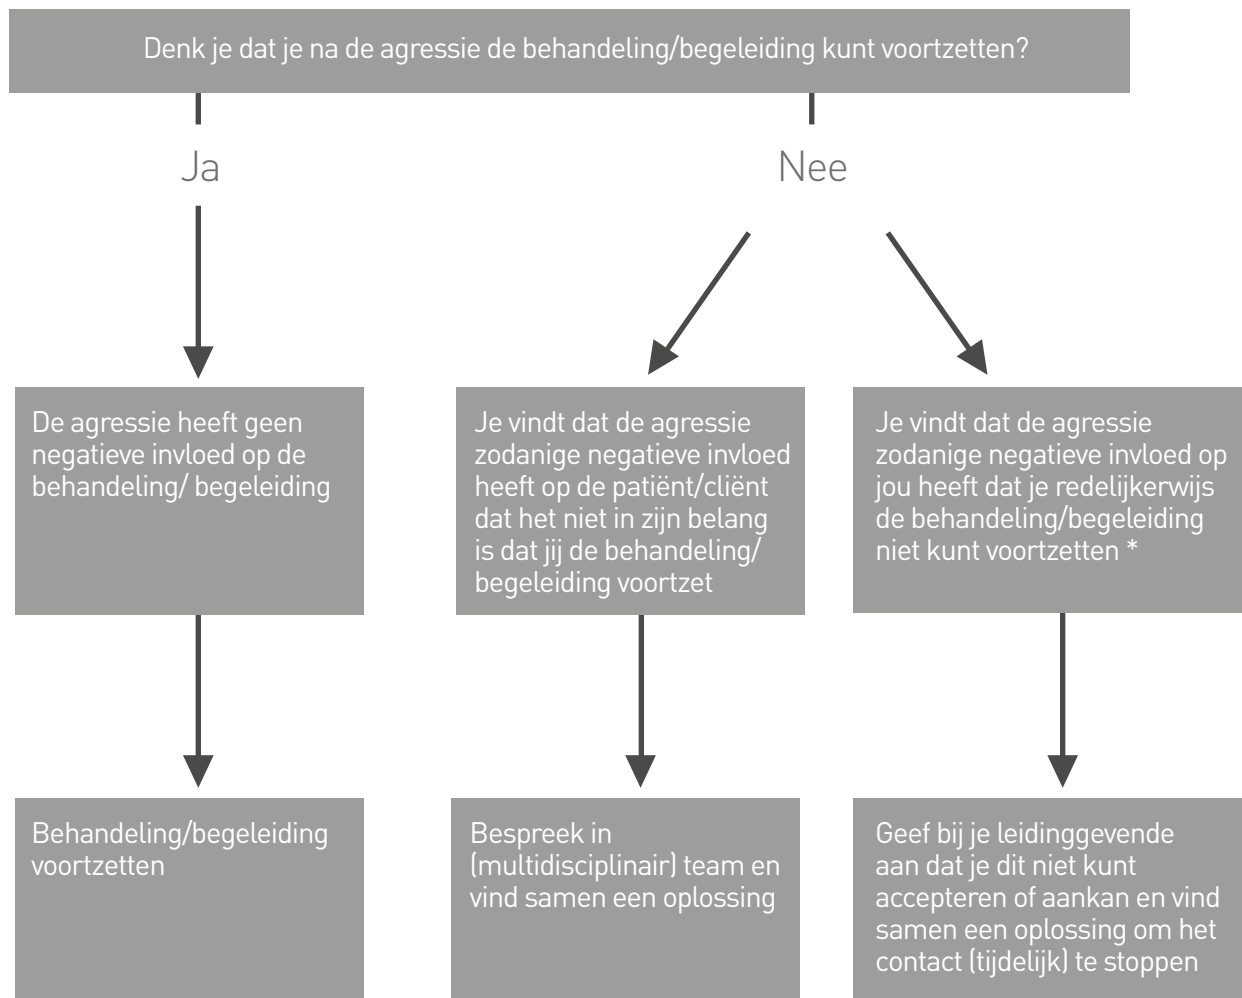 Denk je dat je na de agressie de behandeling/begeleiding kunt voortzetten?
Ja
Nee
De agressie heeft geen
negatieve invloed op de
behandeling/ begeleiding
Je vindt dat de agressie
zodanige negatieve invloed
heeft op de patiënt/cliënt
dat het niet in zijn belang
is dat jij de behandeling/
begeleiding voortzet
Je vindt dat de agressie
zodanige negatieve invloed op
jou heeft dat je redelijkerwijs
de behandeling/begeleiding
niet kunt voortzetten *
Behandeling/begeleiding
voortzetten
Bespreek in
(multidisciplinair) team en
vind samen een oplossing
Geef bij je leidinggevende
aan dat je dit niet kunt
accepteren of aankan en vind
samen een oplossing om het
contact (tijdelijk) te stoppen